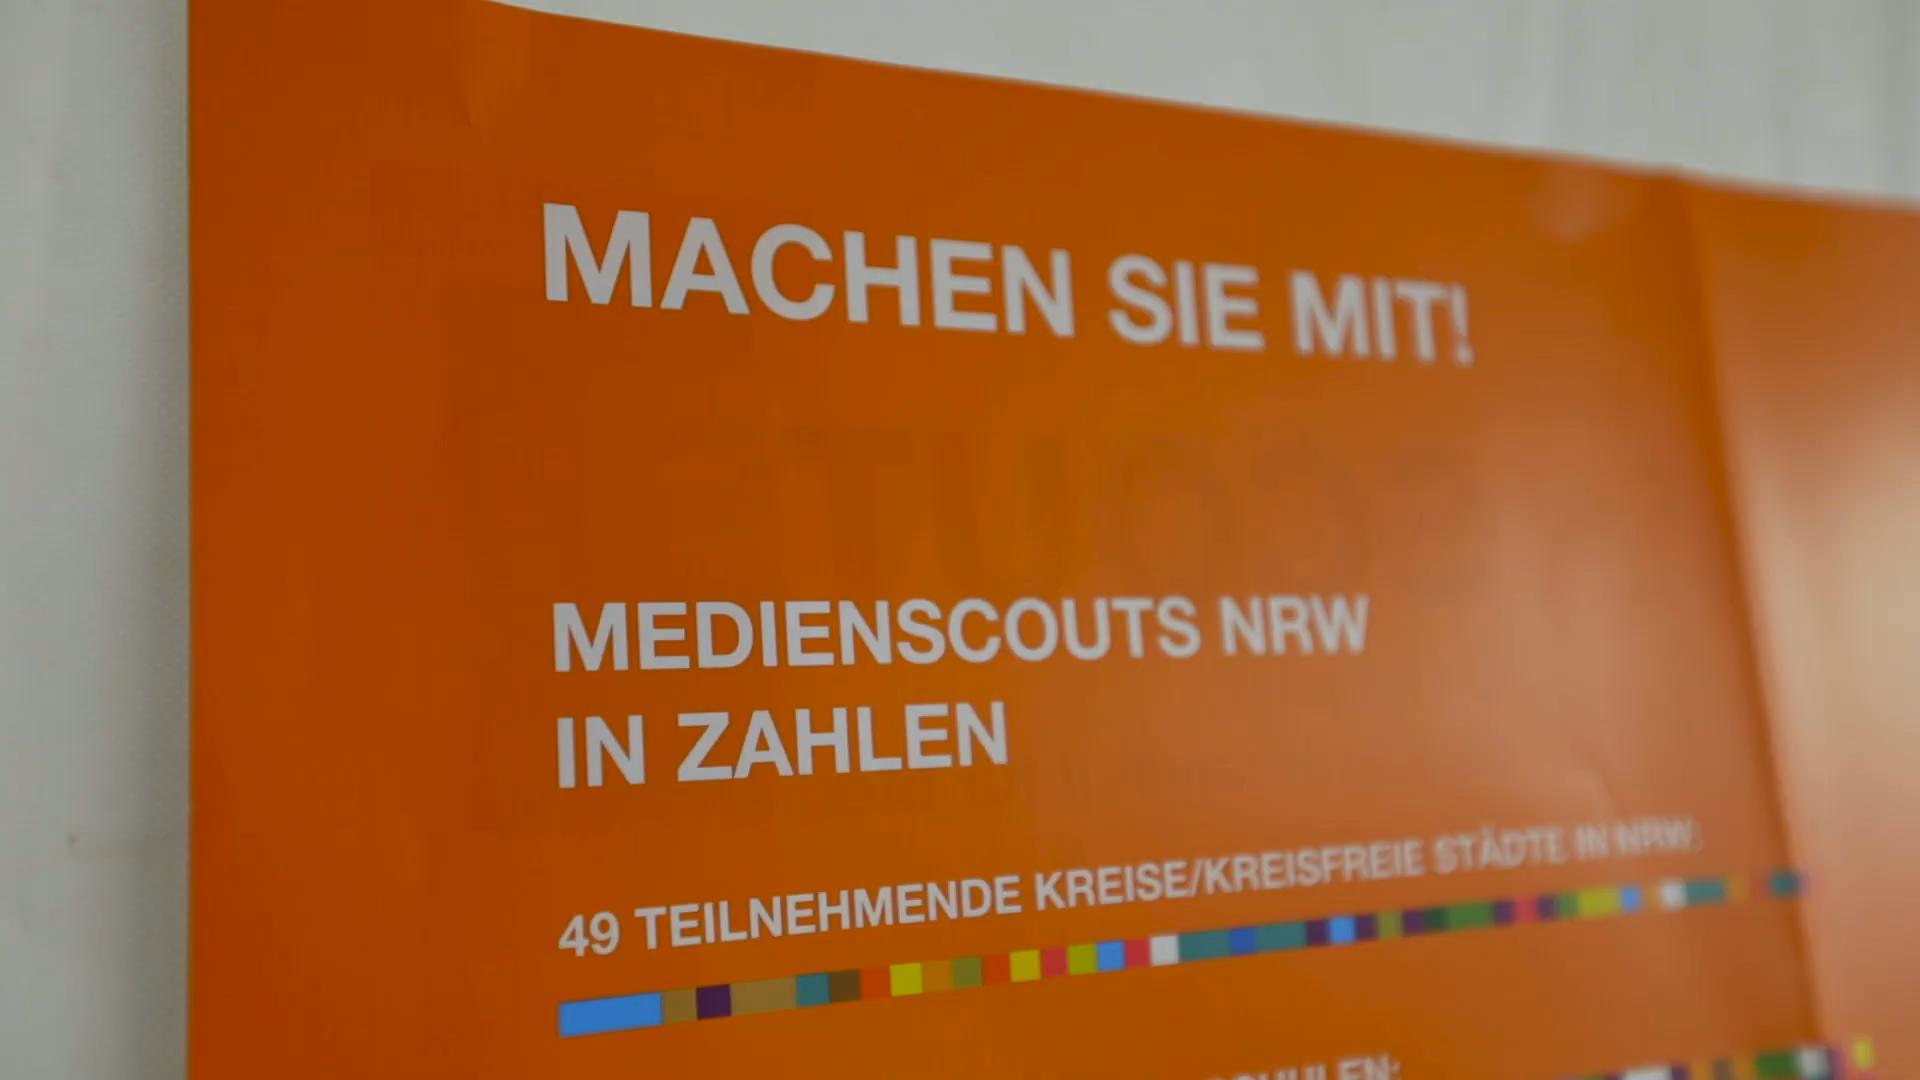 MACHEN SIE MIT!
MEDIENSCOUTS NRW
IN ZAHLEN
49 TEILNEHMENDE KREISE/KREISFREIE STÄDTE IN NRW: